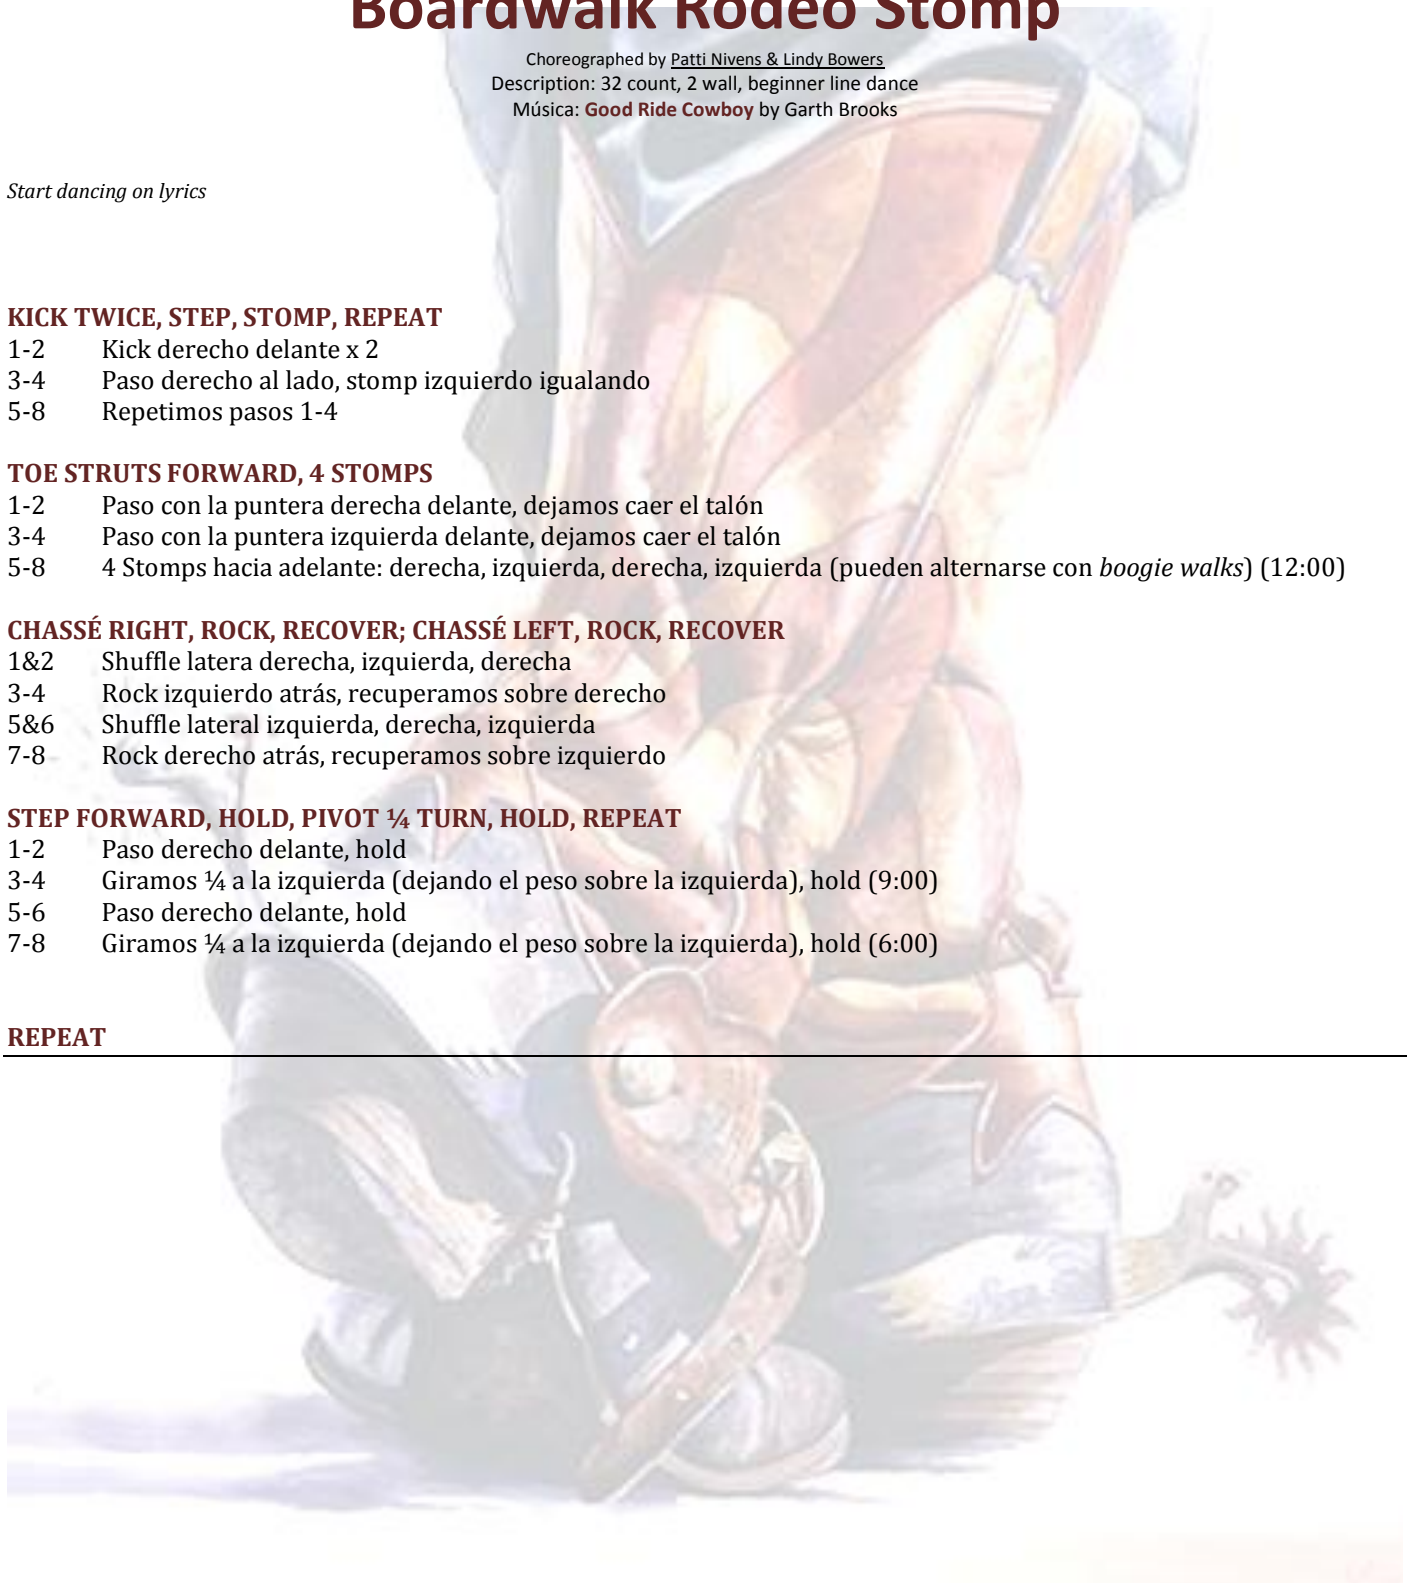 Boardwalk Rodeo Stomp
Choreographed by Patti Nivens & Lindy Bowers
Description: 32 count, 2 wall, beginner line dance
Música: Good Ride Cowboy by Garth Brooks
Start dancing on lyrics
KICK TWICE, STEP, STOMP, REPEAT
1-2 Kick derecho delante x 2
3-4 Paso derecho al lado, stomp izquierdo igualando
5-8 Repetimos pasos 1-4
TOE STRUTS FORWARD, 4 STOMPS
1-2 Paso con la puntera derecha delante, dejamos caer el talón
3-4 Paso con la puntera izquierda delante, dejamos caer el talón
5-8 4 Stomps hacia adelante: derecha, izquierda, derecha, izquierda (pueden alternarse con boogie walks) (12:00)
CHASSÉ RIGHT, ROCK, RECOVER; CHASSÉ LEFT, ROCK, RECOVER
1&2 Shuffle latera derecha, izquierda, derecha
3-4 Rock izquierdo atrás, recuperamos sobre derecho
5&6 Shuffle lateral izquierda, derecha, izquierda
7-8 Rock derecho atrás, recuperamos sobre izquierdo
STEP FORWARD, HOLD, PIVOT ¼ TURN, HOLD, REPEAT
1-2 Paso derecho delante, hold
3-4 Giramos ¼ a la izquierda (dejando el peso sobre la izquierda), hold (9:00)
5-6 Paso derecho delante, hold
7-8 Giramos ¼ a la izquierda (dejando el peso sobre la izquierda), hold (6:00)
REPEAT